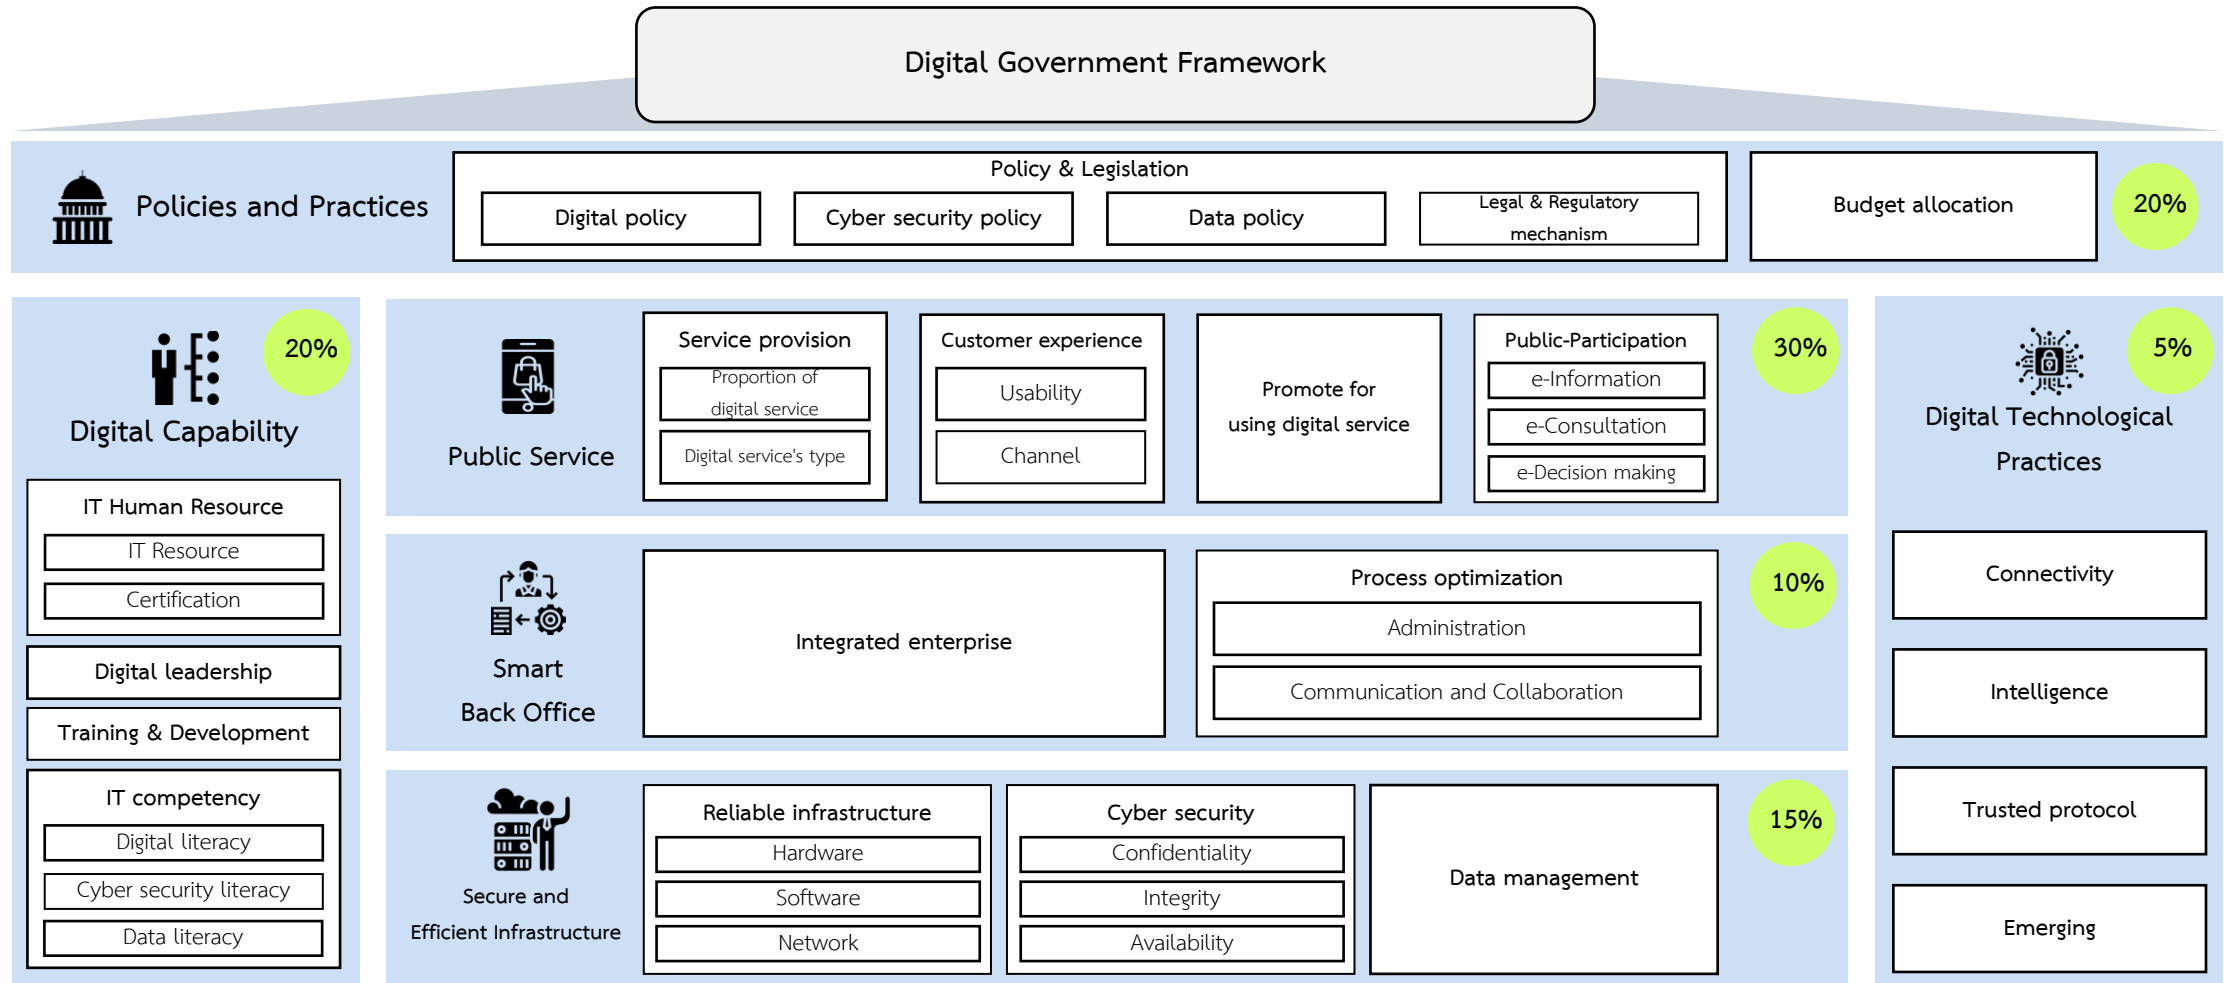 Digital Government Framework
Policies and Practices
Policy & Legislation
Digital policy
Cyber security policy
Data policy
Legal & Regulatory
mechanism
Budget allocation
20%
20%
Digital Capability
IT Human Resource
IT Resource
Certification
Digital leadership
Training & Development
IT competency
Digital literacy
Cyber security literacy
Data literacy
Public Service
Service provision
Proportion of
digital service
Digital service's type
Customer experience
Usability
Channel
Promote for
using digital service
Public-Participation
e-Information
e-Consultation
e-Decision making
30%
Smart
Back Office
Integrated enterprise
Process optimization
Administration
Communication and Collaboration
10%
Secure and
Efficient Infrastructure
Reliable infrastructure
Hardware
Software
Network
Cyber security
Confidentiality
Integrity
Availability
Data management
15%
5%
Digital Technological
Practices
Connectivity
Intelligence
Trusted protocol
Emerging